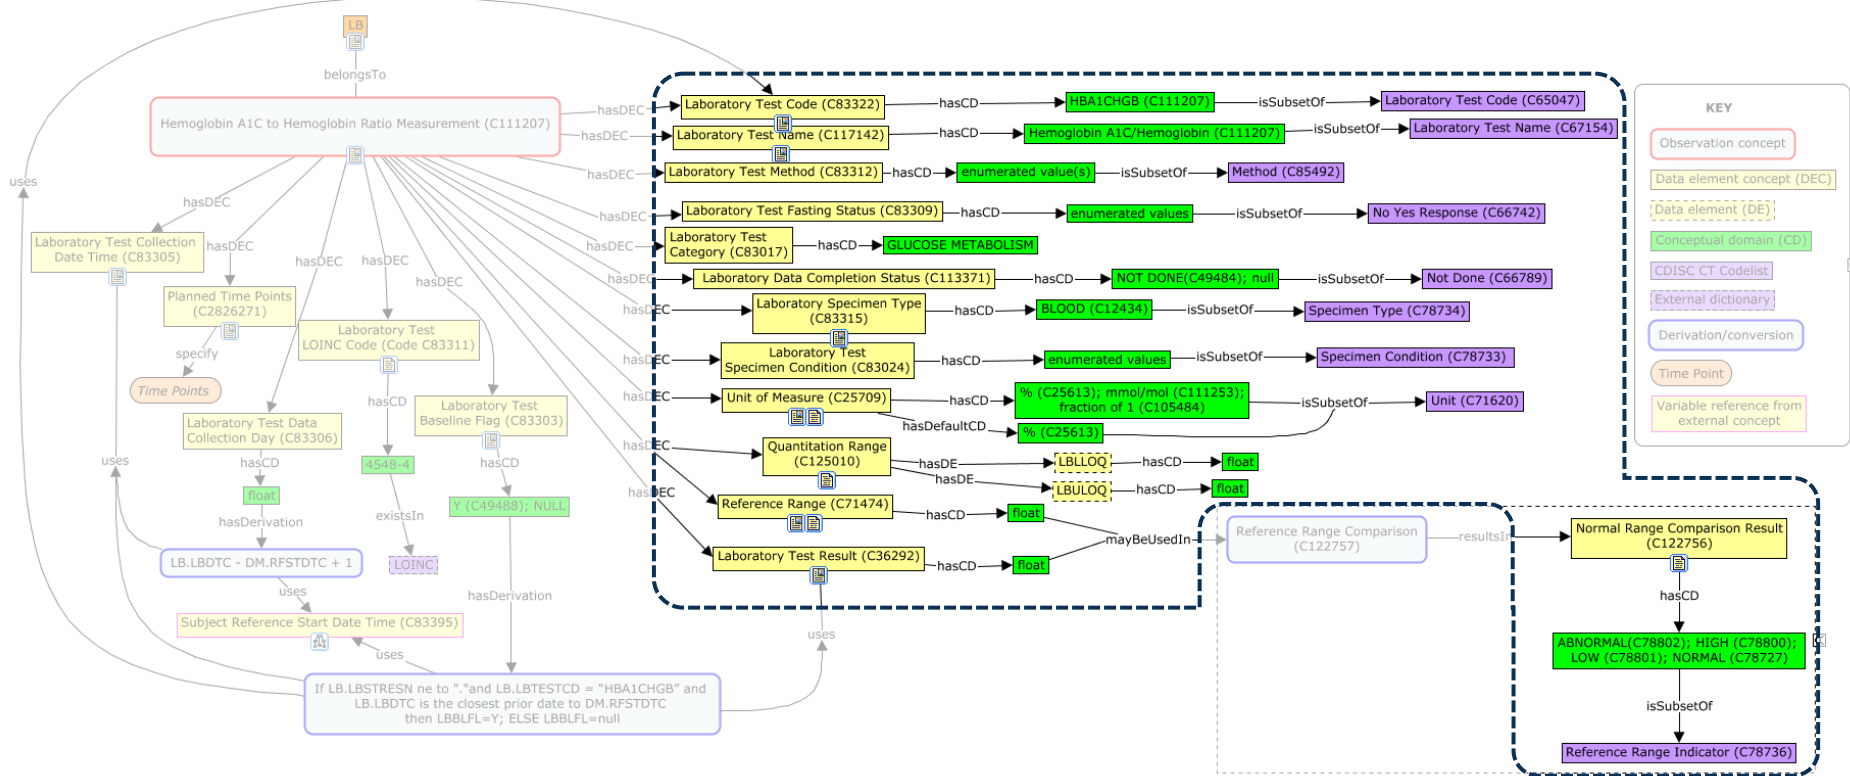 LB
belongsTo
Hemoglobin A1C to Hemoglobin Ratio Measurement (C111207)
hasDEC
Laboratory Test Code (C83322)
hasCD
HBA1CHGB (C111207)
isSubsetOf
Laboratory Test Code (C65047)
hasDEC
Laboratory Test Name (C117142)
hasCD
Hemoglobin A1C/Hemoglobin (C111207)
isSubsetOf
Laboratory Test Name (C67154)
hasDEC
Laboratory Test Method (C83312)
hasCD
enumerated value(s)
isSubsetOf
Method (C85492)
hasDEC
Laboratory Test Fasting Status (C83309)
hasCD
enumerated values
isSubsetOf
No Yes Response (C66742)
hasDEC
Laboratory Test
Category (C83017)
hasCD
GLUCOSE METABOLISM
hasDEC
Laboratory Data Completion Status (C113371)
hasCD
NOT DONE(C49484); null
isSubsetOf
Not Done (C66789)
hasDEC
Laboratory Specimen Type
(C83315)
hasCD
BLOOD (C12434)
isSubsetOf
Specimen Type (C78734)
hasDEC
Laboratory Test
Specimen Condition (C83024)
hasCD
enumerated values
isSubsetOf
Specimen Condition (C78733)
hasDEC
Unit of Measure (C25709)
hasCD
% (C25613); mmol/mol (C111253);
fraction of 1 (C105484)
isSubsetOf
Unit (C71620)
hasDefaultCD
% (C25613)
hasDEC
Quantitation Range
(C125010)
hasDE
LBLLOQ
hasCD
float
hasDE
LBULOQ
hasCD
float
hasDEC
Reference Range (C71474)
hasCD
float
Laboratory Test Result (C36292)
hasCD
float
mayBeUsedIn
Reference Range Comparison
(C122757)
resultsIn
Normal Range Comparison Result
(C122756)
hasCD
ABNORMAL(C78802); HIGH (C78800);
LOW (C78801); NORMAL (C78727)
isSubsetOf
Reference Range Indicator (C78736)
uses
hasDEC
Laboratory Test Collection
Date Time (C83305)
hasDEC
Planned Time Points
(C2826271)
specify
Time Points
hasDEC
Laboratory Test Data
Collection Day (C83306)
hasCD
float
hasDerivation
LB.LBDTC - DM.RFSTDTC + 1
uses
Subject Reference Start Date Time (C83395)
uses
uses
hasDEC
Laboratory Test
LOINC Code (Code C83311)
hasCD
4548-4
existsIn
LOINC
hasDEC
Laboratory Test
Baseline Flag (C83303)
hasCD
Y (C49488); NULL
hasDerivation
If LB.LBSTRESN ne to "."and LB.LBTESTCD = “HBA1CHGB” and
LB.LBDTC is the closest prior date to DM.RFSTDTC
then LBBLFL=Y; ELSE LBBLFL=null
uses
KEY
Observation concept
Data element concept (DEC)
Data element (DE)
Conceptual domain (CD)
CDISC CT Codelist
External dictionary
Derivation/conversion
Time Point
Variable reference from
external concept